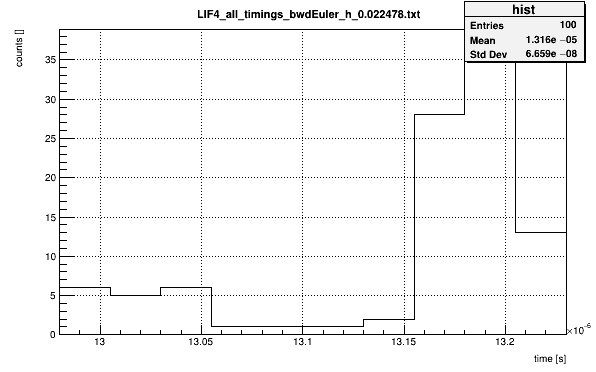 LIF4_all_timings_bwdEuler_h_0.022478.txt
hist
Entries 100
Mean 1.316e −05
Std Dev 6.659e −08
counts []
35
30
25
20
15
10
5
0
13 13.05 13.1 13.15 13.2
×10−6
time [s]